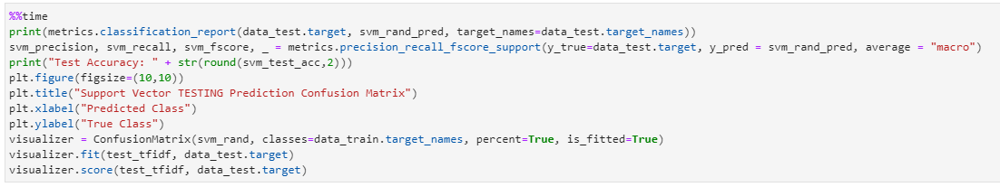 %%time
print(metrics.classification_report(data_test.target, svm_rand_pred, target_names=data_test.target_names))
svm_precision, svm_recall, svm_fscore, _ = metrics.precision_recall_fscore_support(y_true=data_test.target, y_pred = svm_rand_pred, average = "macro")
print("Test Accuracy: " + str(round(svm_test_acc,2)))
plt.figure(figsize=(10,10))
plt.title("Support Vector TESTING Prediction Confusion Matrix")
plt.xlabel("Predicted Class")
plt.ylabel("True Class")
visualizer = ConfusionMatrix(svm_rand, classes=data_train.target_names, percent=True, is_fitted=True)
visualizer.fit(test_tfidf, data_test.target)
visualizer.score(test_tfidf, data_test.target)